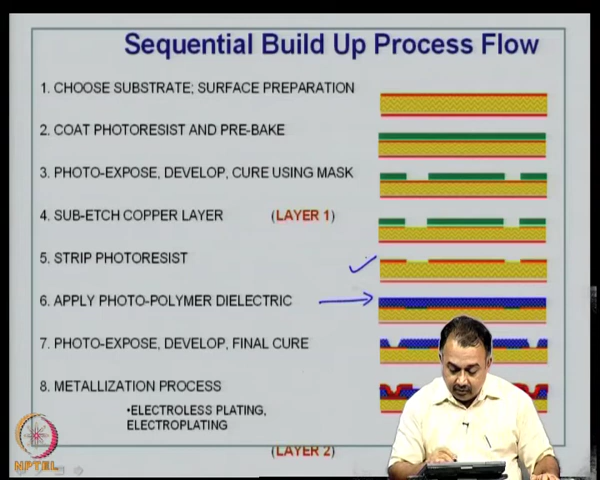 Sequential Build Up Process Flow
1. CHOOSE SUBSTRATE; SURFACE PREPARATION
2. COAT PHOTORESIST AND PRE-BAKE
3. PHOTO-EXPOSE, DEVELOP, CURE USING MASK
4. SUB-ETCH COPPER LAYER (LAYER 1)
5. STRIP PHOTORESIST
6. APPLY PHOTO-POLYMER DIELECTRIC
7. PHOTO-EXPOSE, DEVELOP, FINAL CURE
8. METALLIZATION PROCESS
•ELECTROLESS PLATING,
ELECTROPLATING
(LAYER 2)
NPTEL